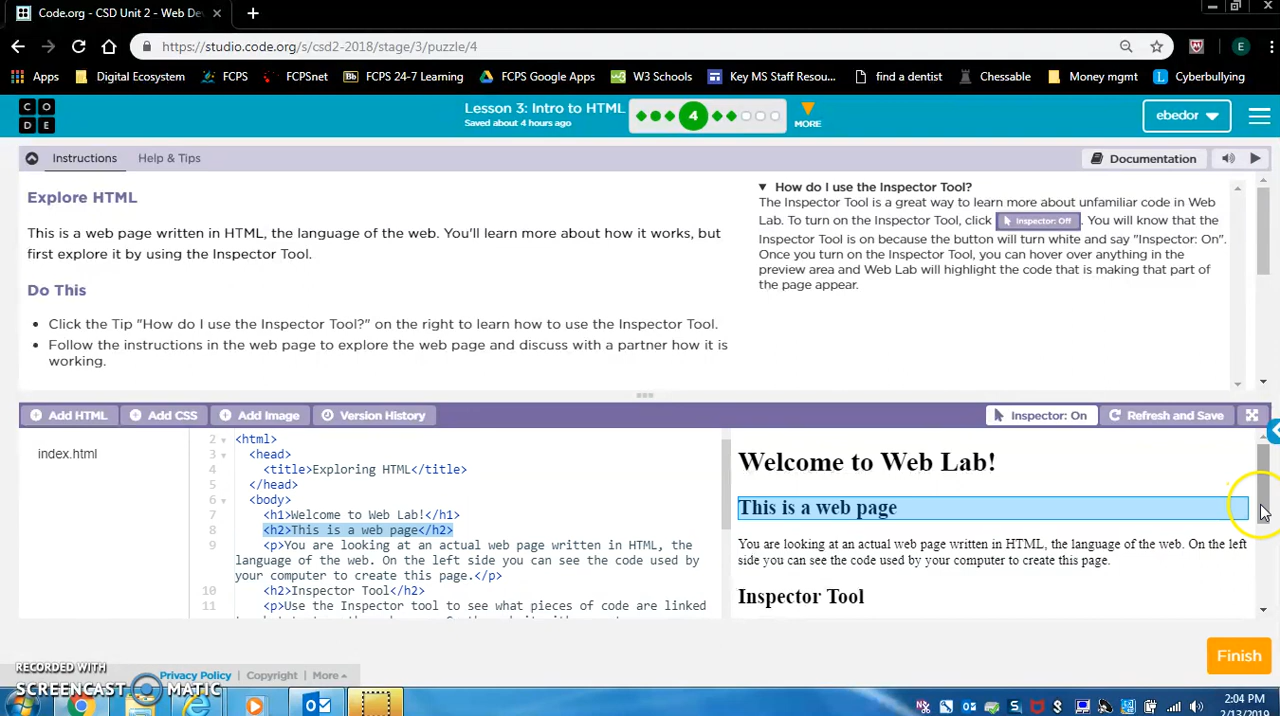 Code.org - CSD Unit 2 - Web De
https://studio.code.org/s/csd2-2018/stage/3/puzzle/4
E
Apps
Digital Ecosystem
FCPS
FCPSnet
Bb
FCPS 24-7 Learning
FCPS Google Apps
W3 Schools
Key MS Staff Resou...
find a dentist
Chessable
Money mgmt
L
Cyberbullying
C O
D E
Lesson 3: Intro to HTML
Saved about 4 hours ago
4
MORE
ebedor
Instructions
Help & Tips
Documentation
Explore HTML
This is a web page written in HTML, the language of the web. You'll learn more about how it works, but
first explore it by using the Inspector Tool.
Do This
• Click the Tip "How do I use the Inspector Tool?" on the right to learn how to use the Inspector Tool.
• Follow the instructions in the web page to explore the web page and discuss with a partner how it is
working.
▼ How do I use the Inspector Tool?
The Inspector Tool is a great way to learn more about unfamiliar code in Web
Lab. To turn on the Inspector Tool, click Inspector: Off. You will know that the
Inspector Tool is on because the button will turn white and say "Inspector: On".
Once you turn on the Inspector Tool, you can hover over anything in the
preview area and Web Lab will highlight the code that is making that part of
the page appear.
Add HTML
Add CSS
Add Image
Version History
Inspector: On
Refresh and Save
index.html
2 <html>
3 <head>
4 <title>Exploring HTML</title>
5 </head>
6 <body>
7 <h1>Welcome to Web Lab!</h1>
8 <h2>This is a web page</h2>
9 <p>You are looking at an actual web page written in HTML, the
language of the web. On the left side you can see the code used by
your computer to create this page.</p>
10 <h2>Inspector Tool</h2>
11 <p>Use the Inspector tool to see what pieces of code are linked
Welcome to Web Lab!
This is a web page
You are looking at an actual web page written in HTML, the language of the web. On the left
side you can see the code used by your computer to create this page.
Inspector Tool
Finish
RECORDED WITH
SCREENCAST MATIC
Privacy Policy
Copyright
More
2:04 PM
2/13/2019